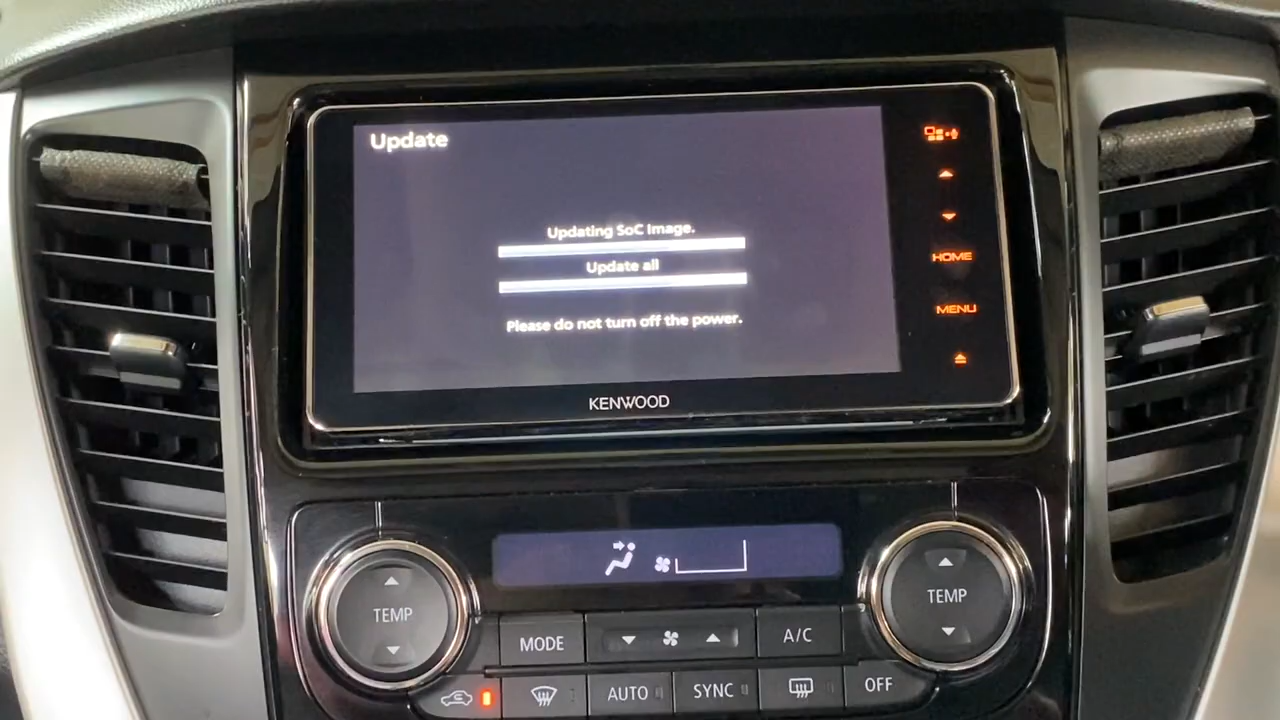 Update
Updating SoC Image.
Update all
Please do not turn off the power.
HOME
MENU
KENWOOD
TEMP
TEMP
MODE
A/C
AUTO
SYNC
OFF